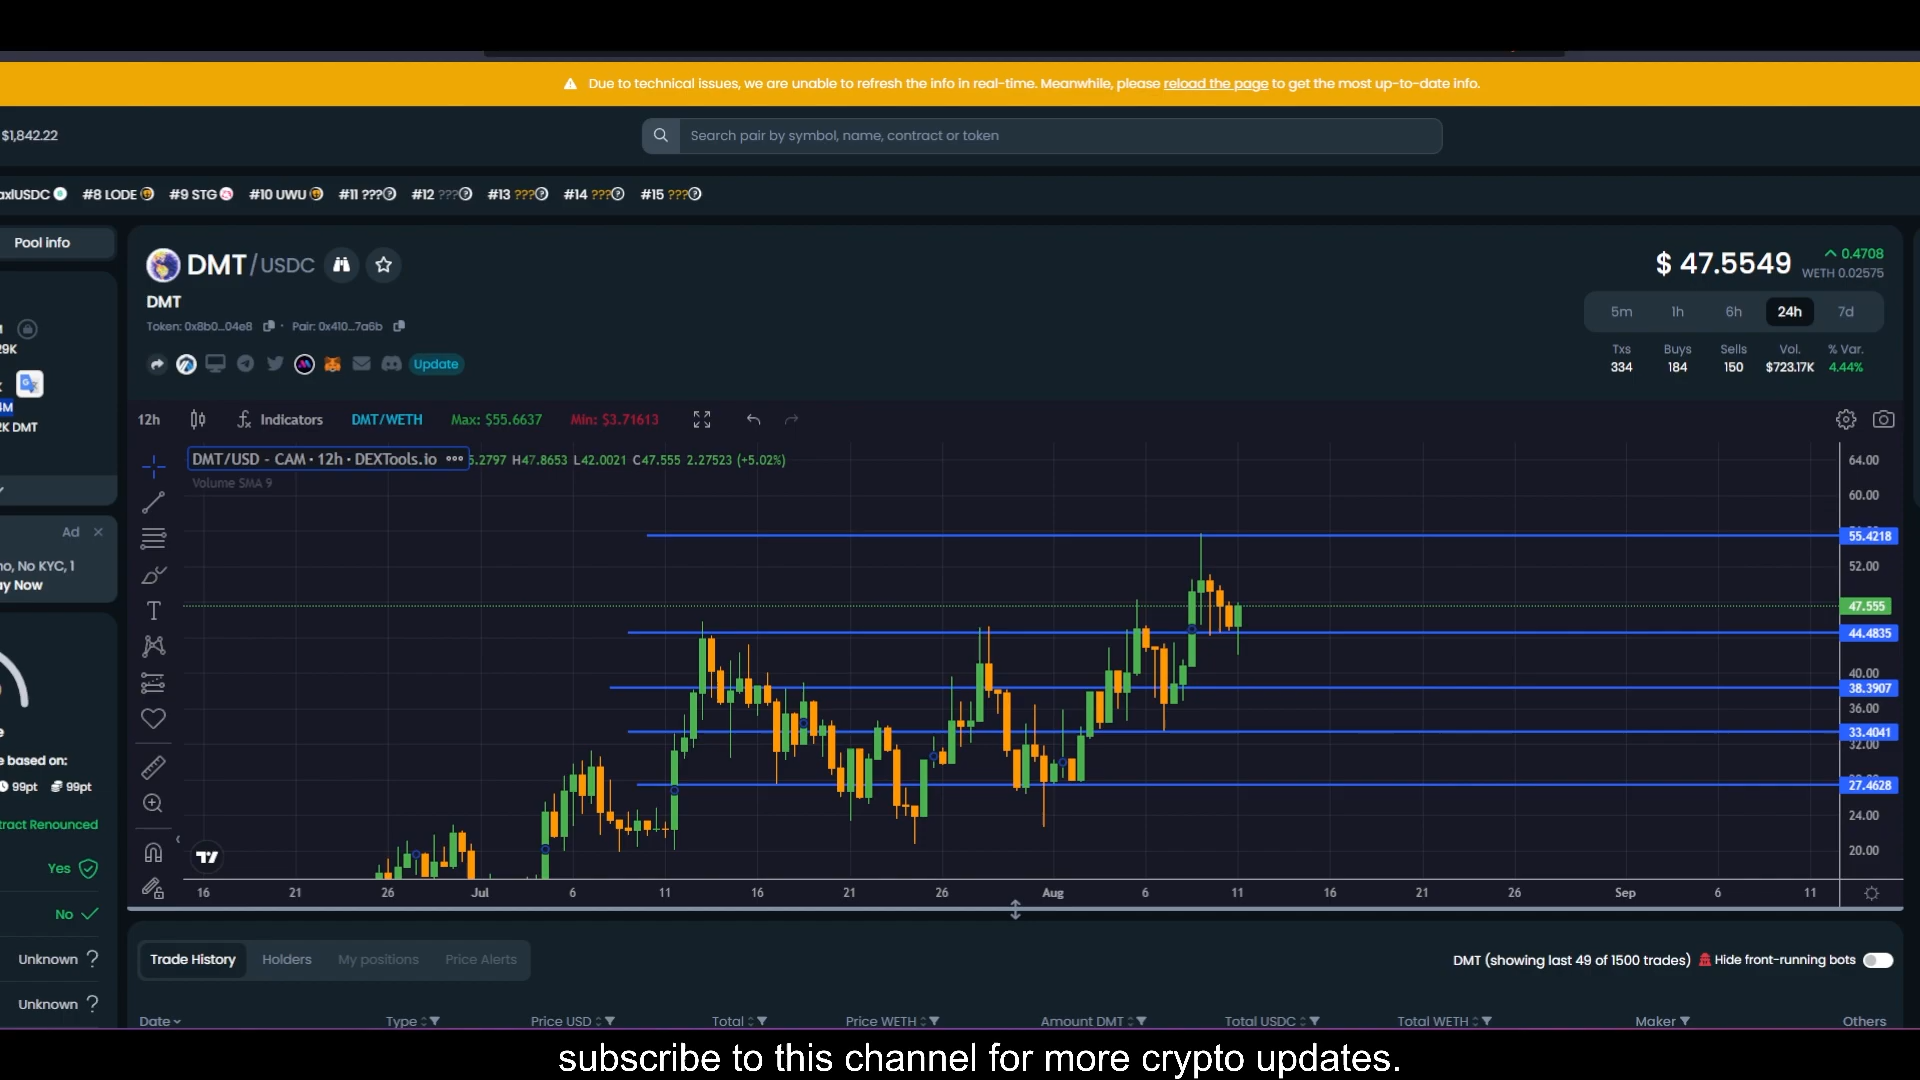 Due to technical issues, we are unable to refresh the info in real-time. Meanwhile, please reload the page to get the most up-to-date info.
$1,842.22
Search pair by symbol, name, contract or token
axlUSDC #8 LODE #9 STG #10 UWU #11 ??? #12 ??? #13 ??? #14 ??? #15 ???
Pool info
DMT/USDC
$ 47.5549
0.4708
WETH 0.02575
DMT
Token: 0x8b0...04e8 · Pair: 0x410...7a6b
5m 1h 6h 24h 7d
29K
Txs Buys Sells Vol. % Var.
334 184 150 $723.17K 4.44%
Update
K DMT
12h Indicators DMT/WETH Max: $55.6637 Min: $3.71613
DMT/USD - CAM · 12h · DEXTools.io ••• 5.2797 H47.8653 L42.0021 C47.555 2.27523 (+5.02%)
Volume SMA 9
64.00
60.00
55.4218
52.00
47.555
44.4835
40.00
38.3907
36.00
33.4041
32.00
27.4628
24.00
20.00
Ad
no, No KYC, 1
ay Now
e based on:
99pt 99pt
tract Renounced
Yes
No
Unknown ?
Unknown ?
16 21 26 Jul 6 11 16 21 26 Aug 6 11 16 21 26 Sep 6 11
Trade History Holders My positions Price Alerts
DMT (showing last 49 of 1500 trades) Hide front-running bots
Date Type Price USD Total Price WETH Amount DMT Total USDC Total WETH Maker Others
subscribe to this channel for more crypto updates.